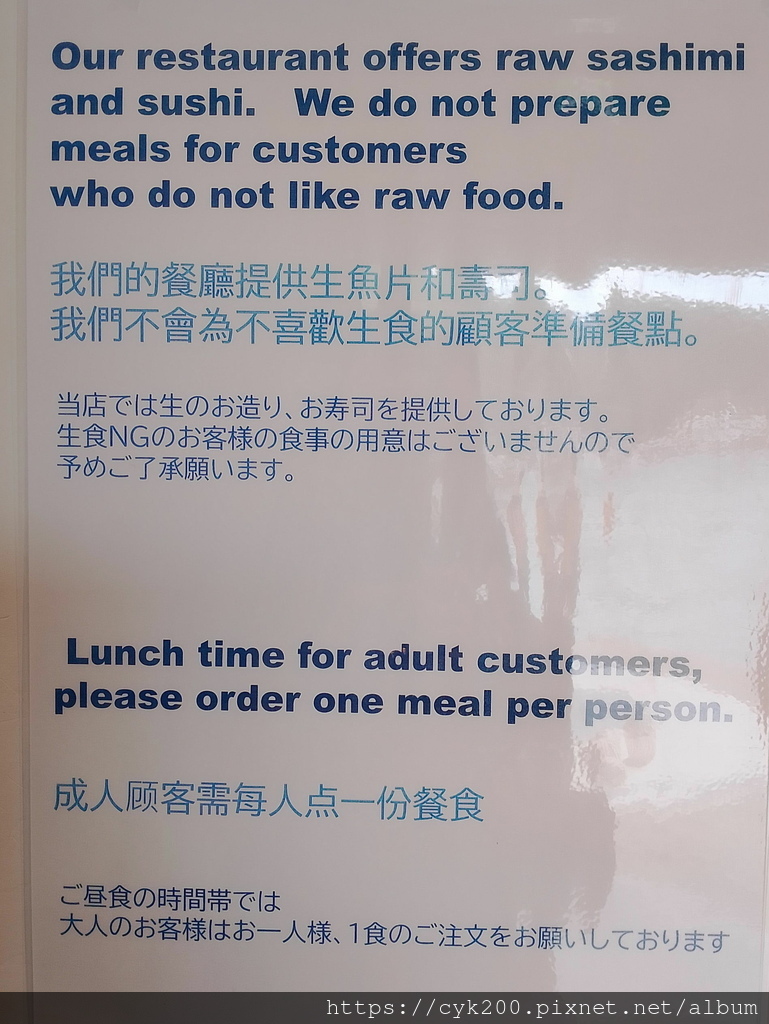 Our restaurant offers raw sashimi
and sushi. We do not prepare
meals for customers
who do not like raw food.
我們的餐廳提供生魚片和壽司。
我們不會為不喜歡生食的顧客準備餐點。
当店では生のお造り、お寿司を提供しております。
生食NGのお客様の食事の用意はございませんので
予めご了承願います。
Lunch time for adult customers,
please order one meal per person.
成人顾客需每人点一份餐食
ご昼食の時間帯では
大人のお客様はお一人様、1食のご注文をお願いしております
https://cyk200.pixnet.net/album